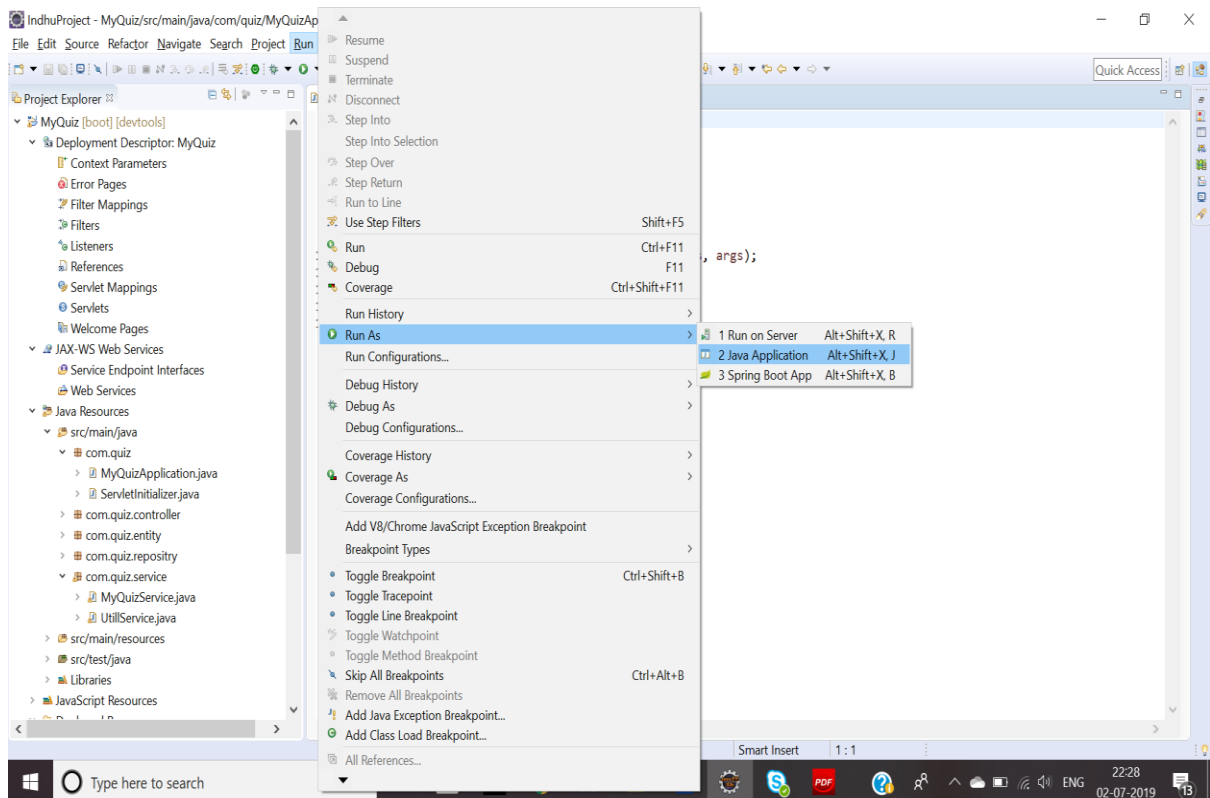 IndhuProject - MyQuiz/src/main/java/com/quiz/MyQuizAp
File Edit Source Refactor Navigate Search Project Run
Quick Access
Project Explorer
MyQuiz [boot] [devtools]
Deployment Descriptor: MyQuiz
Context Parameters
Error Pages
Filter Mappings
Filters
Listeners
References
Servlet Mappings
Servlets
Welcome Pages
JAX-WS Web Services
Service Endpoint Interfaces
Web Services
Java Resources
src/main/java
com.quiz
MyQuizApplication.java
ServletInitializer.java
com.quiz.controller
com.quiz.entity
com.quiz.repositry
com.quiz.service
MyQuizService.java
UtillService.java
src/main/resources
src/test/java
Libraries
JavaScript Resources
Resume
Suspend
Terminate
Disconnect
Step Into
Step Into Selection
Step Over
Step Return
Run to Line
Use Step Filters Shift+F5
Run Ctrl+F11
Debug F11
Coverage Ctrl+Shift+F11
Run History
Run As
Run Configurations...
Debug History
Debug As
Debug Configurations...
Coverage History
Coverage As
Coverage Configurations...
Add V8/Chrome JavaScript Exception Breakpoint
Breakpoint Types
Toggle Breakpoint Ctrl+Shift+B
Toggle Tracepoint
Toggle Line Breakpoint
Toggle Watchpoint
Toggle Method Breakpoint
Skip All Breakpoints Ctrl+Alt+B
Remove All Breakpoints
Add Java Exception Breakpoint...
Add Class Load Breakpoint...
All References...
, args);
1 Run on Server Alt+Shift+X, R
2 Java Application Alt+Shift+X, J
3 Spring Boot App Alt+Shift+X, B
Smart Insert 1 : 1
Type here to search
PDF
ENG
22:28
02-07-2019
13